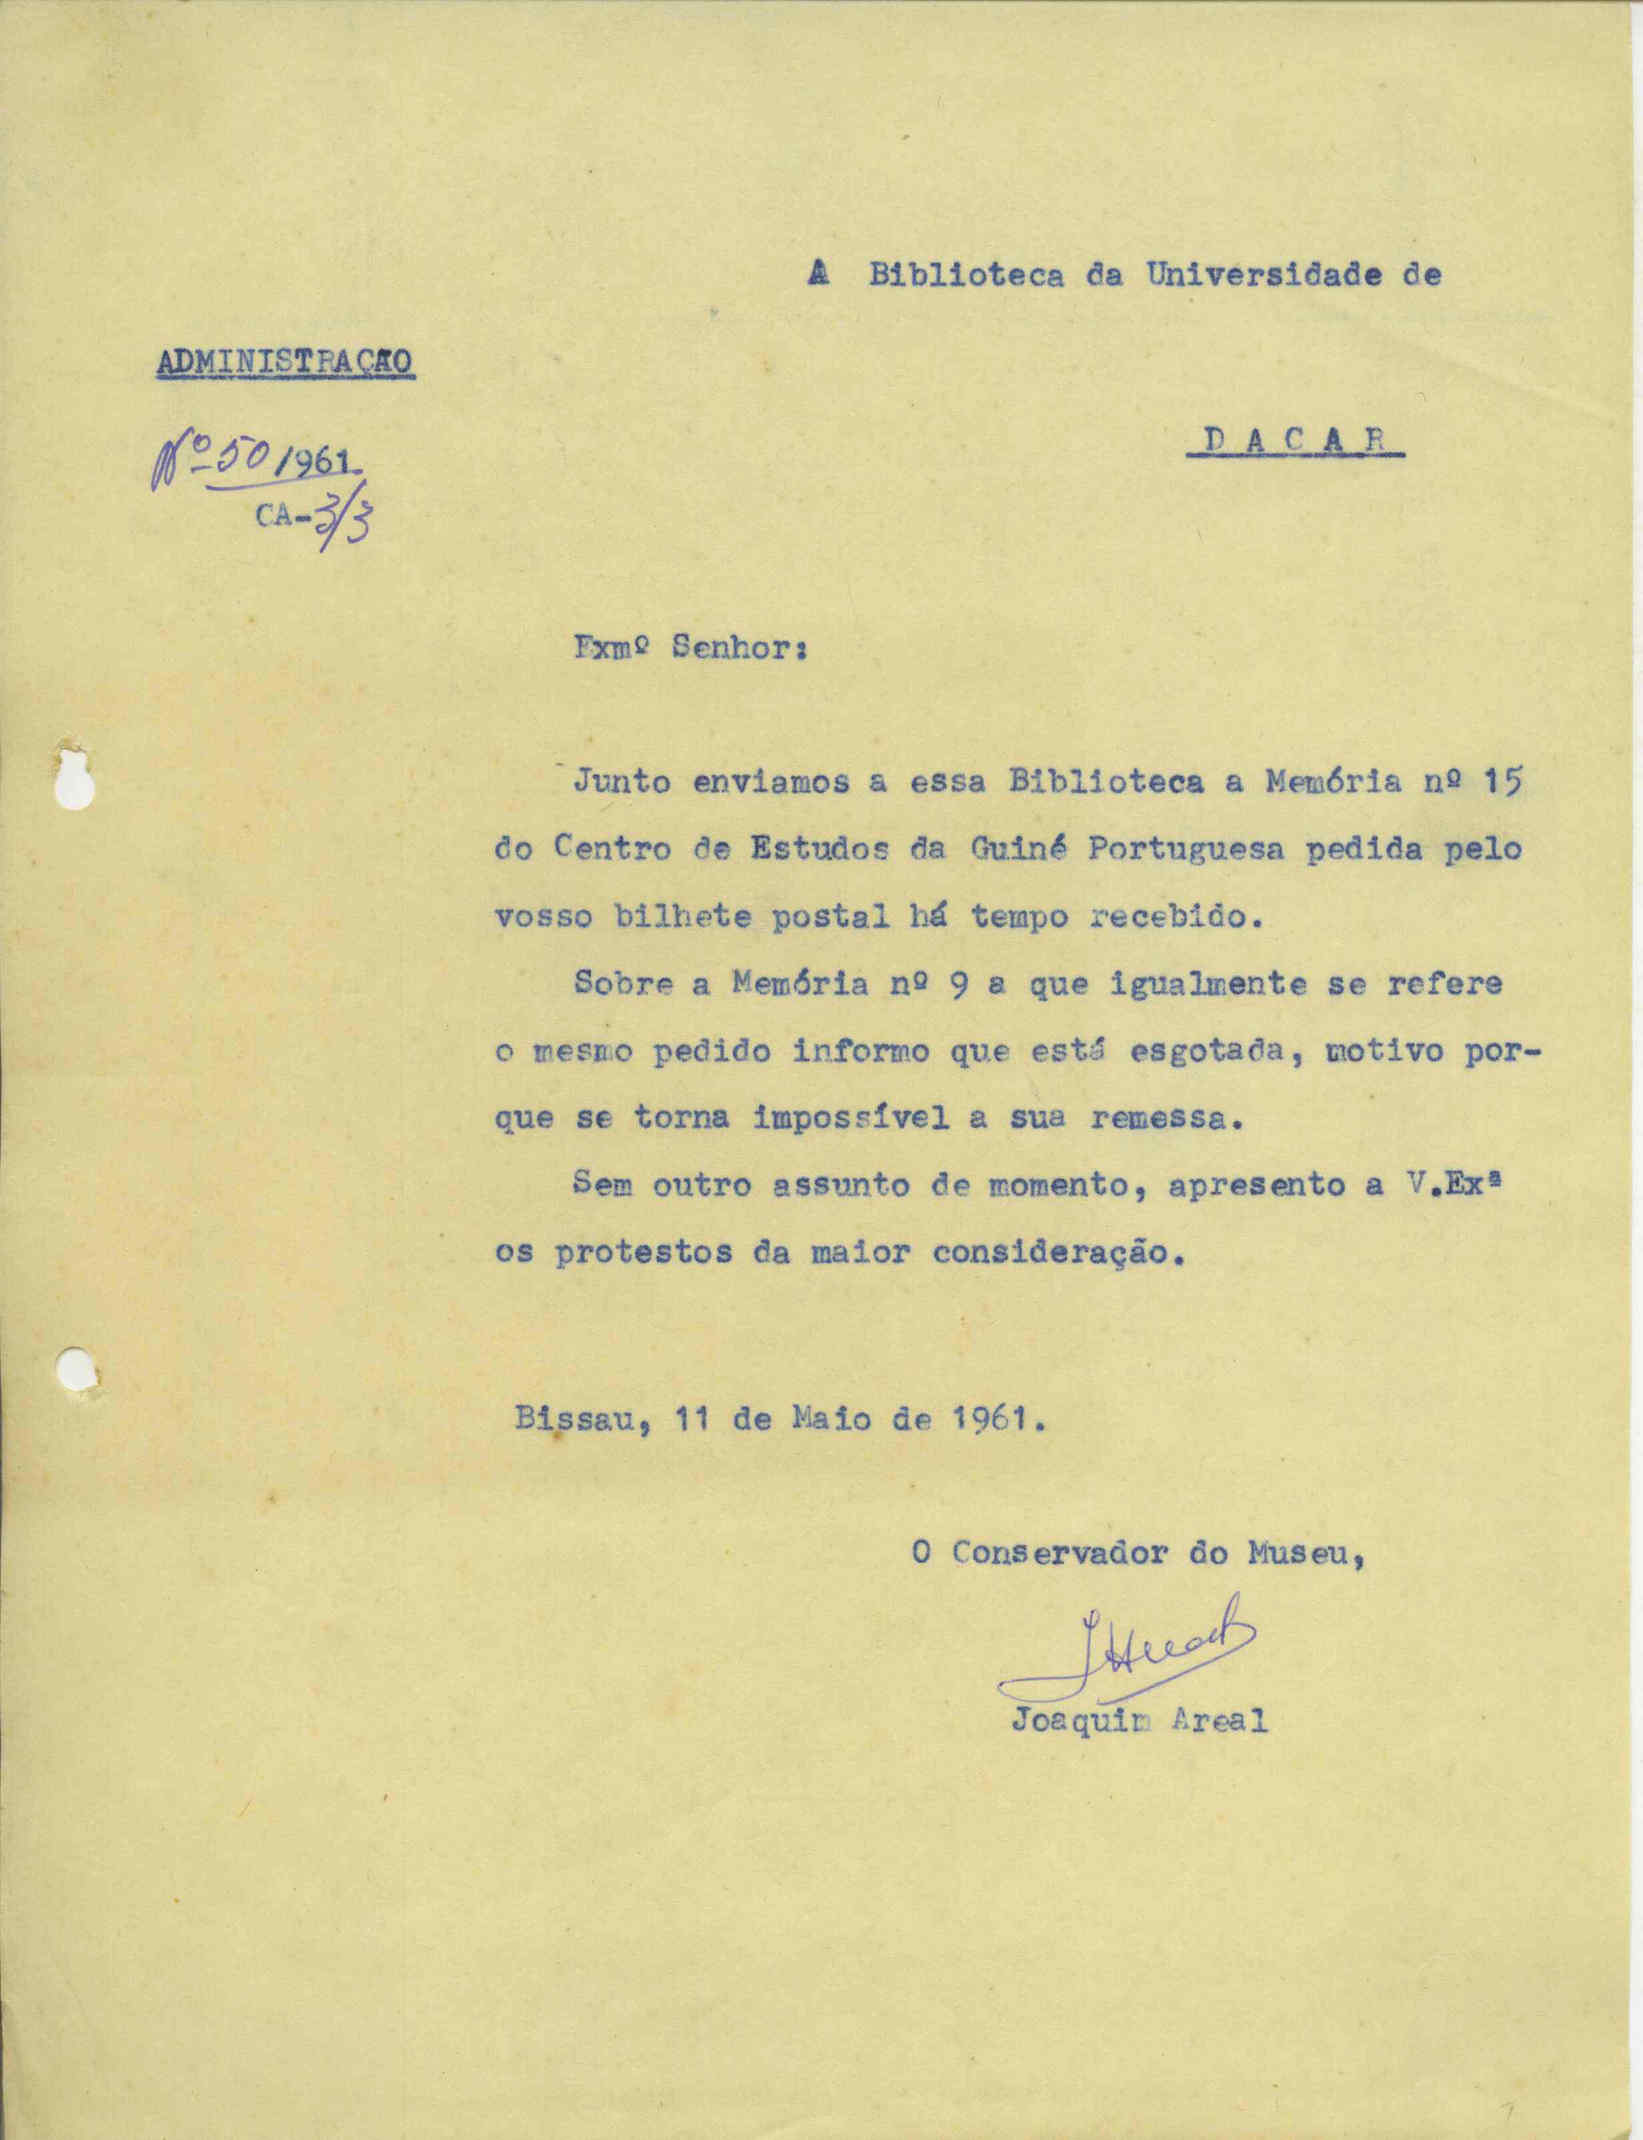 A Biblioteca da Universidade de
ADMINISTRAÇÃO
DACAR
Nº 50/1961.
CA-3/3
Exmº Senhor:
Junto enviamos a essa Biblioteca a Memória nº 15
do Centro de Estudos da Guiné Portuguesa pedida pelo
vosso bilhete postal há tempo recebido.
Sobre a Memória nº 9 a que igualmente se refere
o mesmo pedido informo que está esgotada, motivo por-
que se torna impossível a sua remessa.
Sem outro assunto de momento, apresento a V.Exª
os protestos da maior consideração.
Bissau, 11 de Maio de 1961.
O Conservador do Museu,
Joaquim Areal